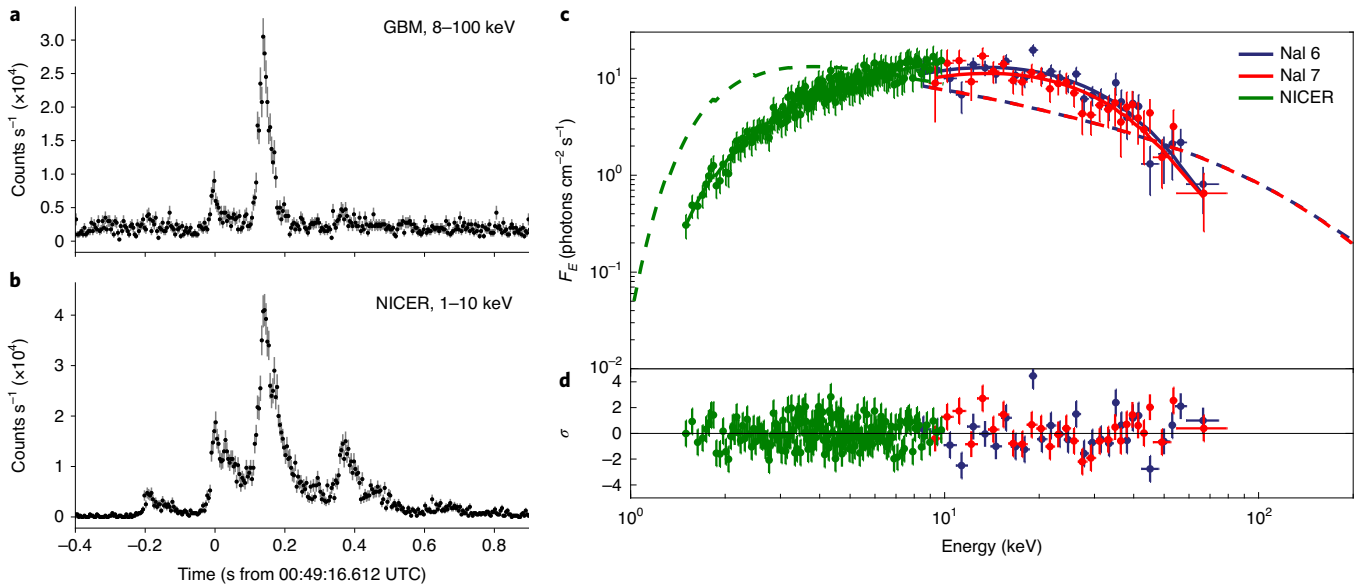 a
GBM, 8–100 keV
Counts s⁻¹ (×10⁴)
3.0
2.5
2.0
1.5
1.0
0.5
0
b
NICER, 1–10 keV
Counts s⁻¹ (×10⁴)
4
3
2
1
0
−0.4 −0.2 0 0.2 0.4 0.6 0.8
Time (s from 00:49:16.612 UTC)
c
NaI 6
NaI 7
NICER
F_E (photons cm⁻² s⁻¹)
10¹
10⁰
10⁻¹
10⁻²
d
σ
4
2
0
−2
−4
10⁰ 10¹ 10²
Energy (keV)